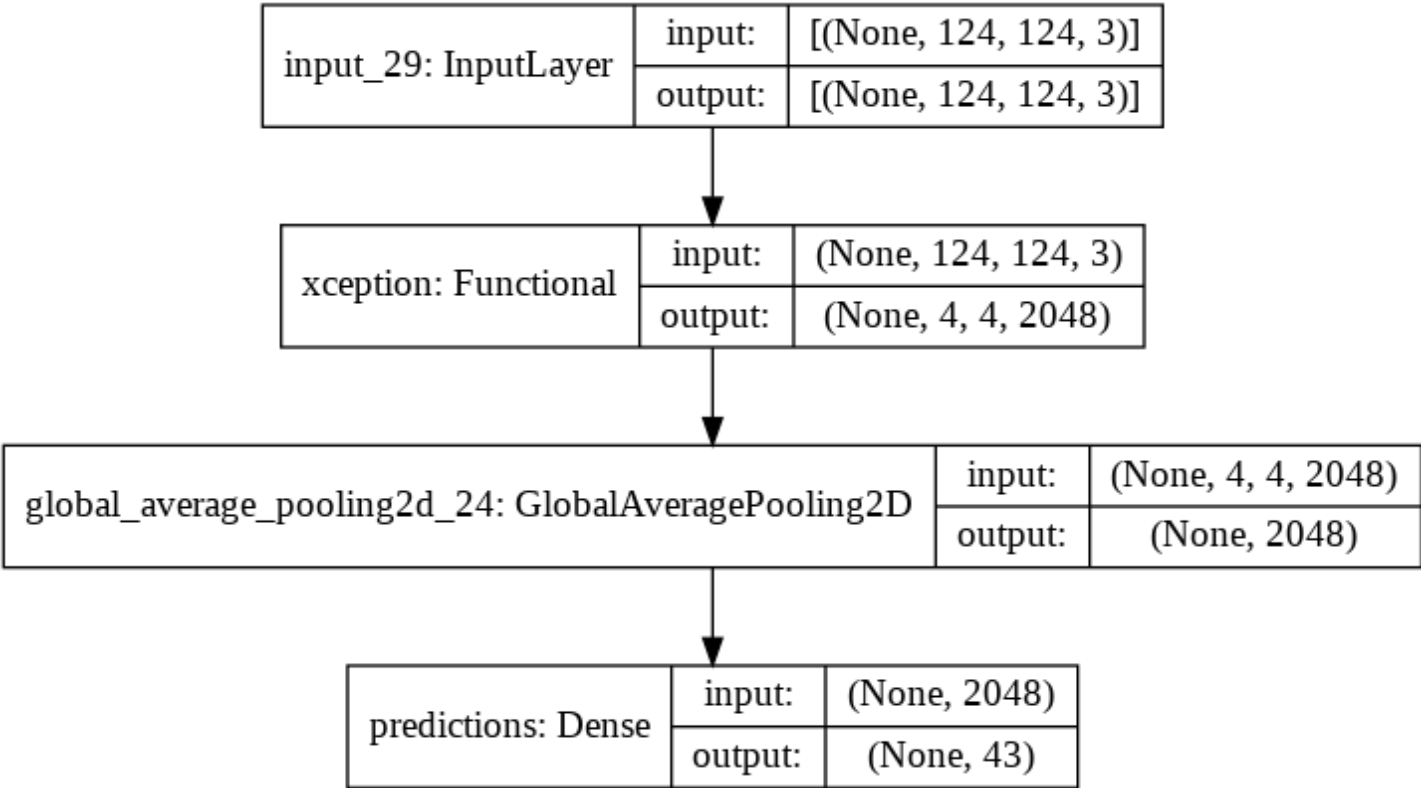 input_29: InputLayer
input:
[(None, 124, 124, 3)]
output:
[(None, 124, 124, 3)]
xception: Functional
input:
(None, 124, 124, 3)
output:
(None, 4, 4, 2048)
global_average_pooling2d_24: GlobalAveragePooling2D
input:
(None, 4, 4, 2048)
output:
(None, 2048)
predictions: Dense
input:
(None, 2048)
output:
(None, 43)